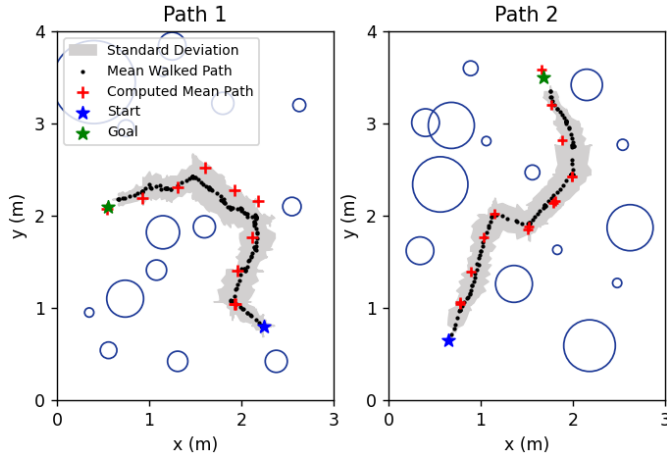 Path 1
Path 2
4
3
2
1
0
y (m)
Standard Deviation
Mean Walked Path
Computed Mean Path
Start
Goal
0
1
2
3
x (m)
4
3
2
1
0
y (m)
0
1
2
3
x (m)